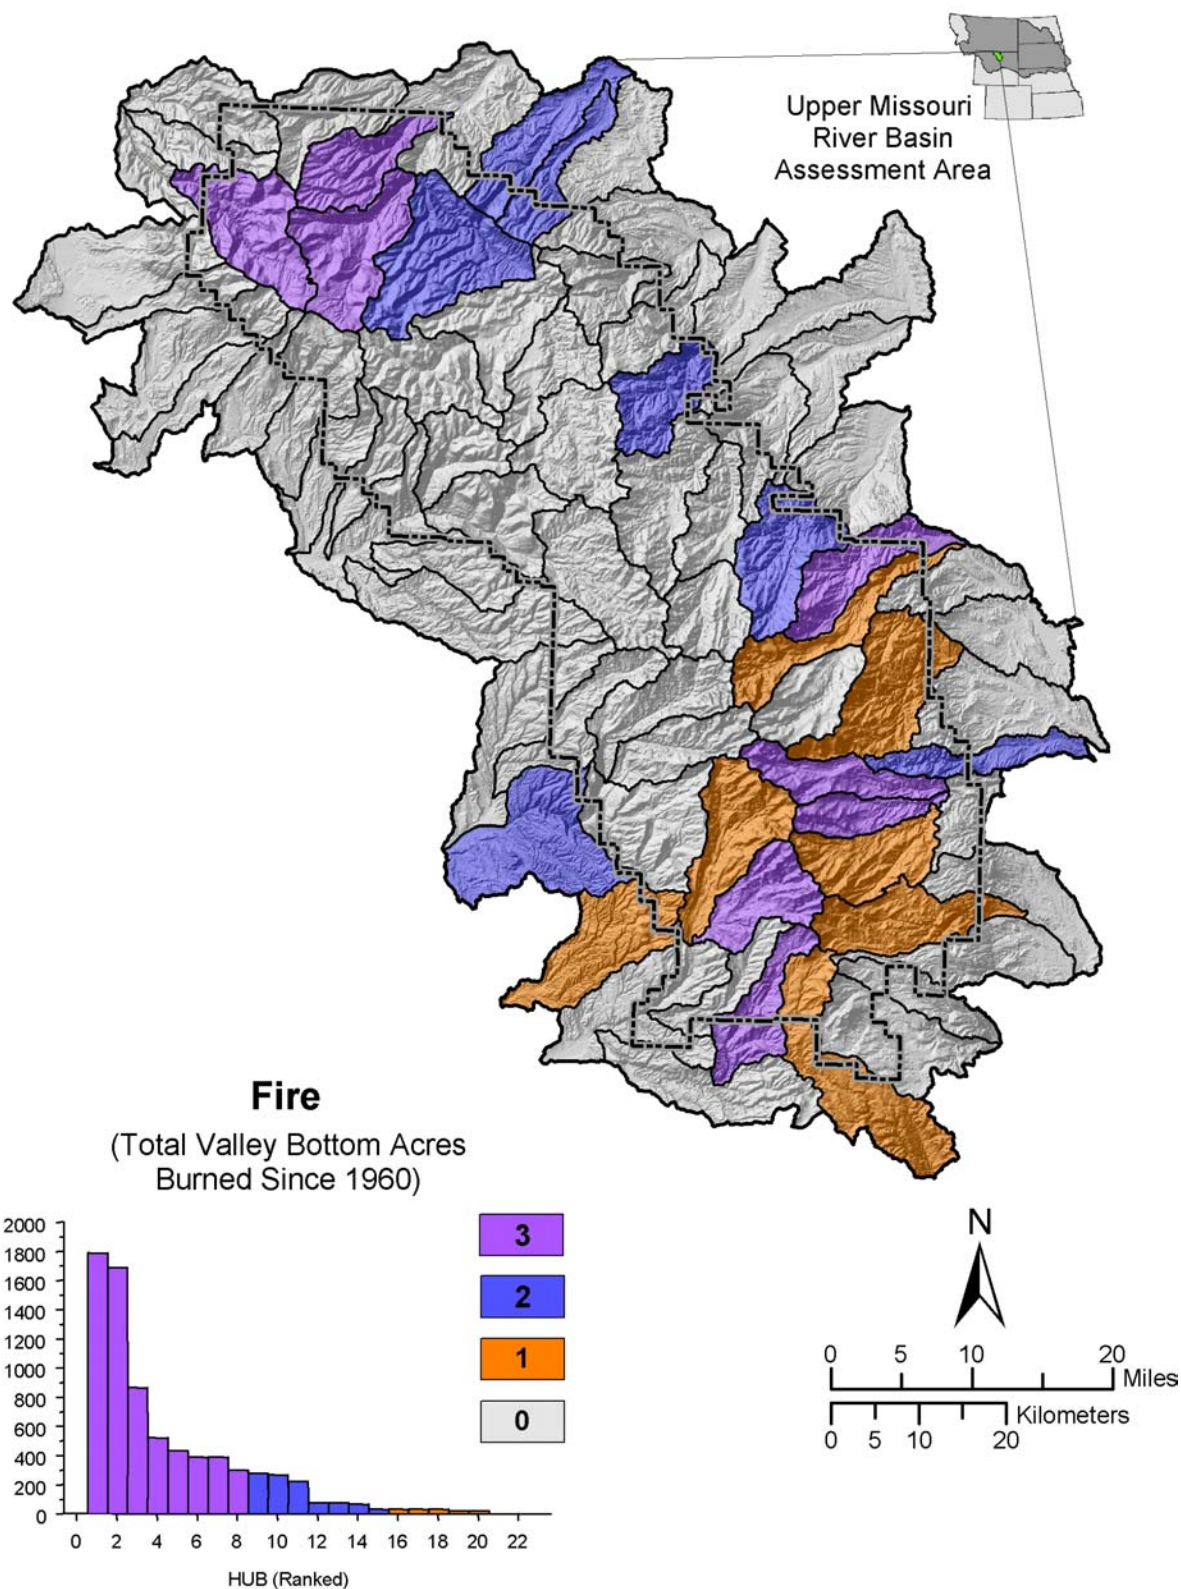 Upper Missouri
River Basin
Assessment Area
Fire
(Total Valley Bottom Acres
Burned Since 1960)
2000
1800
1600
1400
1200
1000
800
600
400
200
0
0 2 4 6 8 10 12 14 16 18 20 22
HUB (Ranked)
3
2
1
0
N
0 5 10 20
Miles
Kilometers
0 5 10 20